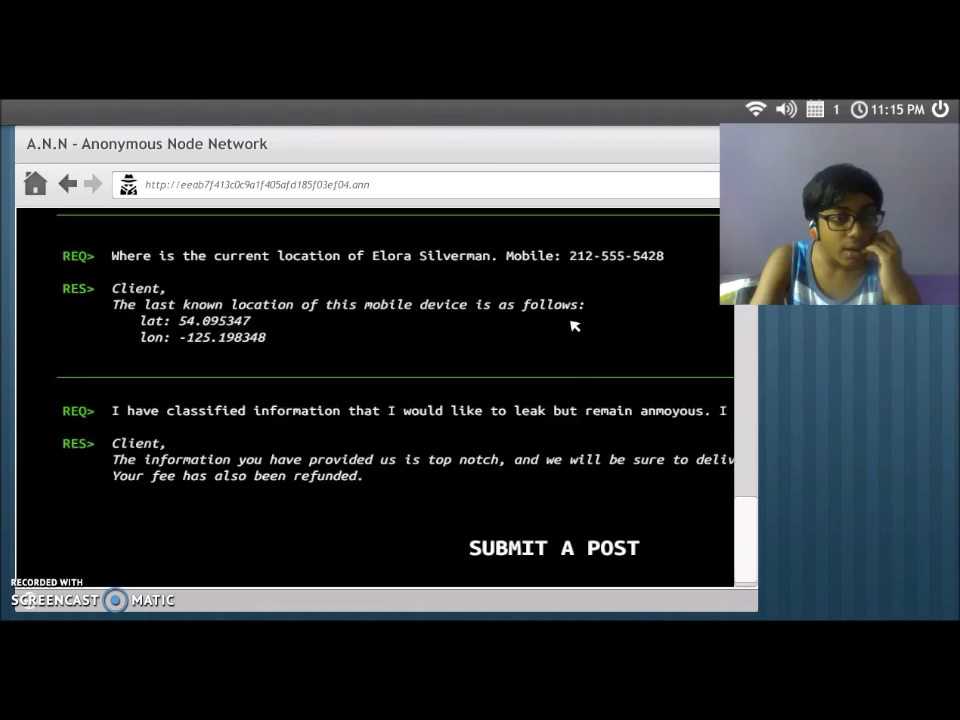 1 11:15 PM
A.N.N - Anonymous Node Network
http://eeab7f413c0c9a1f405afd185f03ef04.ann
REQ> Where is the current location of Elora Silverman. Mobile: 212-555-5428
RES> Client,
The last known location of this mobile device is as follows:
lat: 54.095347
lon: -125.198348
REQ> I have classified information that I would like to leak but remain anmoyous. I
RES> Client,
The information you have provided us is top notch, and we will be sure to deliv
Your fee has also been refunded.
SUBMIT A POST
RECORDED WITH
SCREENCAST MATIC